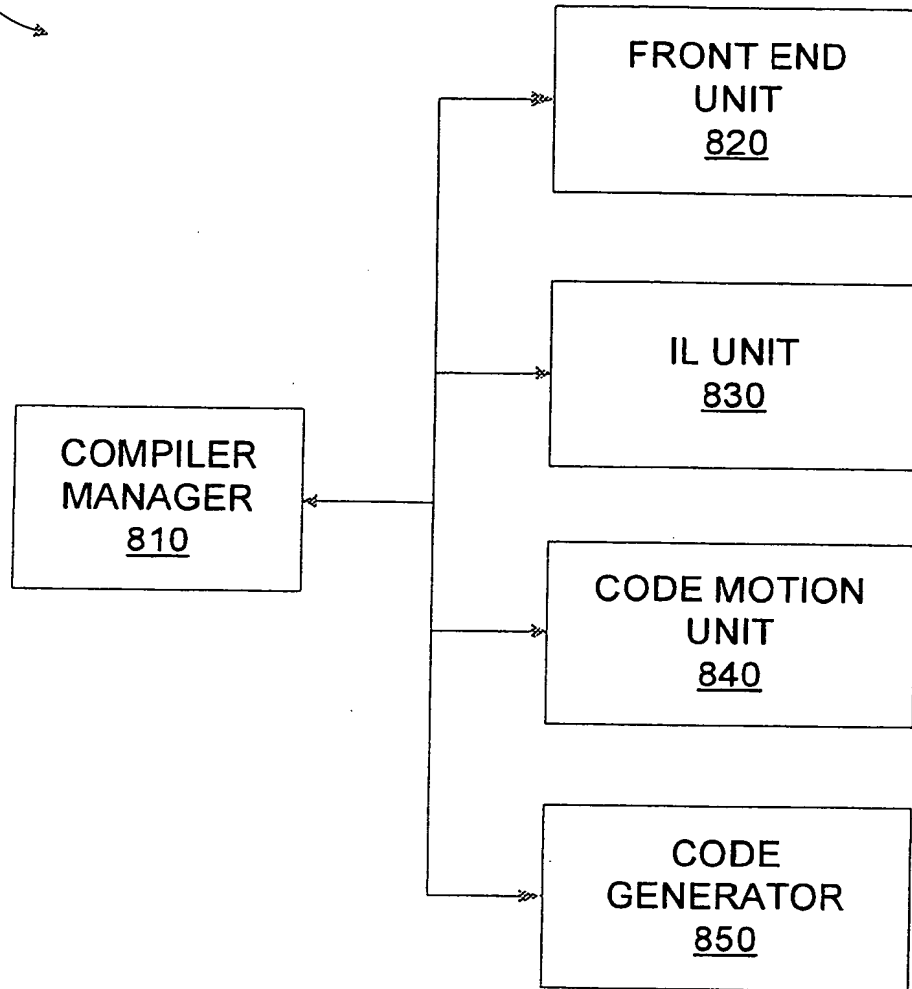 FRONT END
UNIT
820
IL UNIT
830
COMPILER
MANAGER
810
CODE MOTION
UNIT
840
CODE
GENERATOR
850